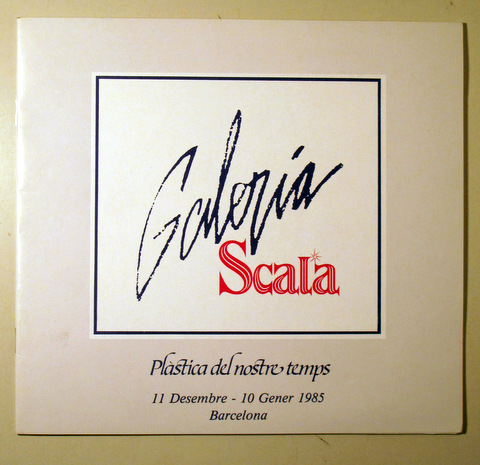 Galeria
Scala
Plàstica del nostre temps
11 Desembre - 10 Gener 1985
Barcelona